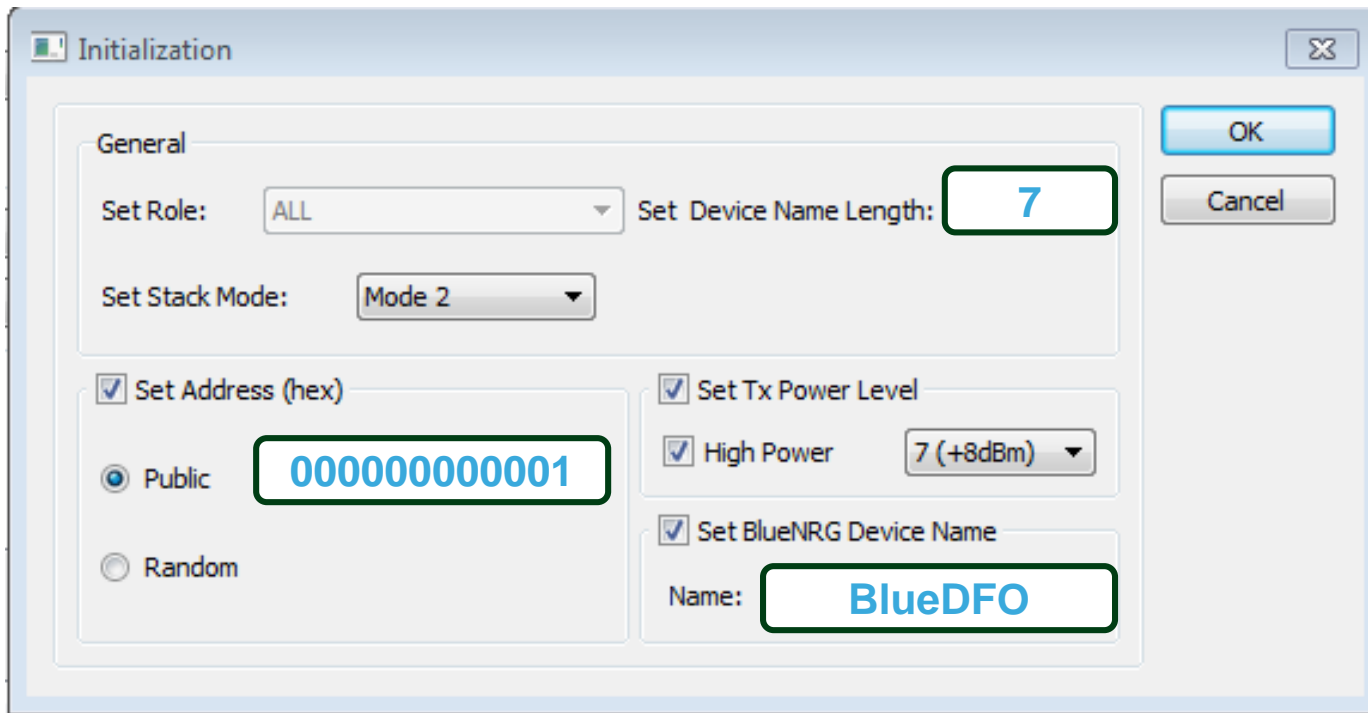 Initialization
OK
Cancel
General
Set Role: ALL Set Device Name Length: 7
Set Stack Mode: Mode 2
Set Address (hex)
Public 000000000001
Random
Set Tx Power Level
High Power 7 (+8dBm)
Set BlueNRG Device Name
Name: BlueDFO